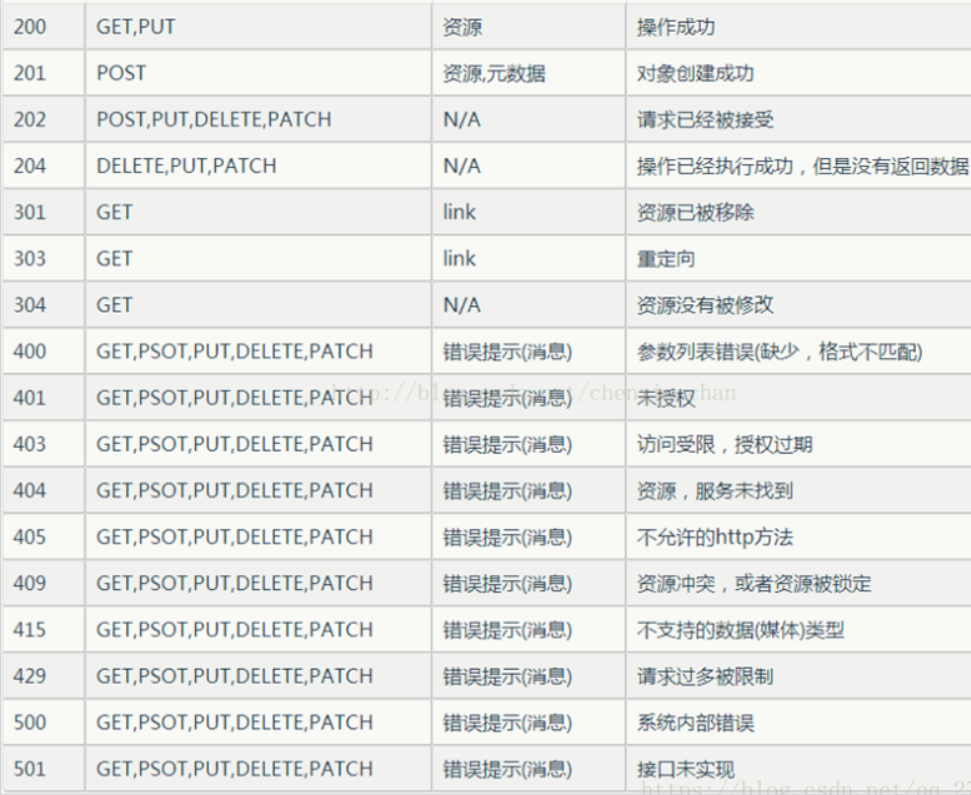 200 GET,PUT 资源 操作成功
201 POST 资源,元数据 对象创建成功
202 POST,PUT,DELETE,PATCH N/A 请求已经被接受
204 DELETE,PUT,PATCH N/A 操作已经执行成功，但是没有返回数据
301 GET link 资源已被移除
303 GET link 重定向
304 GET N/A 资源没有被修改
400 GET,PSOT,PUT,DELETE,PATCH 错误提示(消息) 参数列表错误(缺少，格式不匹配)
401 GET,PSOT,PUT,DELETE,PATCH 错误提示(消息) 未授权
403 GET,PSOT,PUT,DELETE,PATCH 错误提示(消息) 访问受限，授权过期
404 GET,PSOT,PUT,DELETE,PATCH 错误提示(消息) 资源，服务未找到
405 GET,PSOT,PUT,DELETE,PATCH 错误提示(消息) 不允许的http方法
409 GET,PSOT,PUT,DELETE,PATCH 错误提示(消息) 资源冲突，或者资源被锁定
415 GET,PSOT,PUT,DELETE,PATCH 错误提示(消息) 不支持的数据(媒体)类型
429 GET,PSOT,PUT,DELETE,PATCH 错误提示(消息) 请求过多被限制
500 GET,PSOT,PUT,DELETE,PATCH 错误提示(消息) 系统内部错误
501 GET,PSOT,PUT,DELETE,PATCH 错误提示(消息) 接口未实现